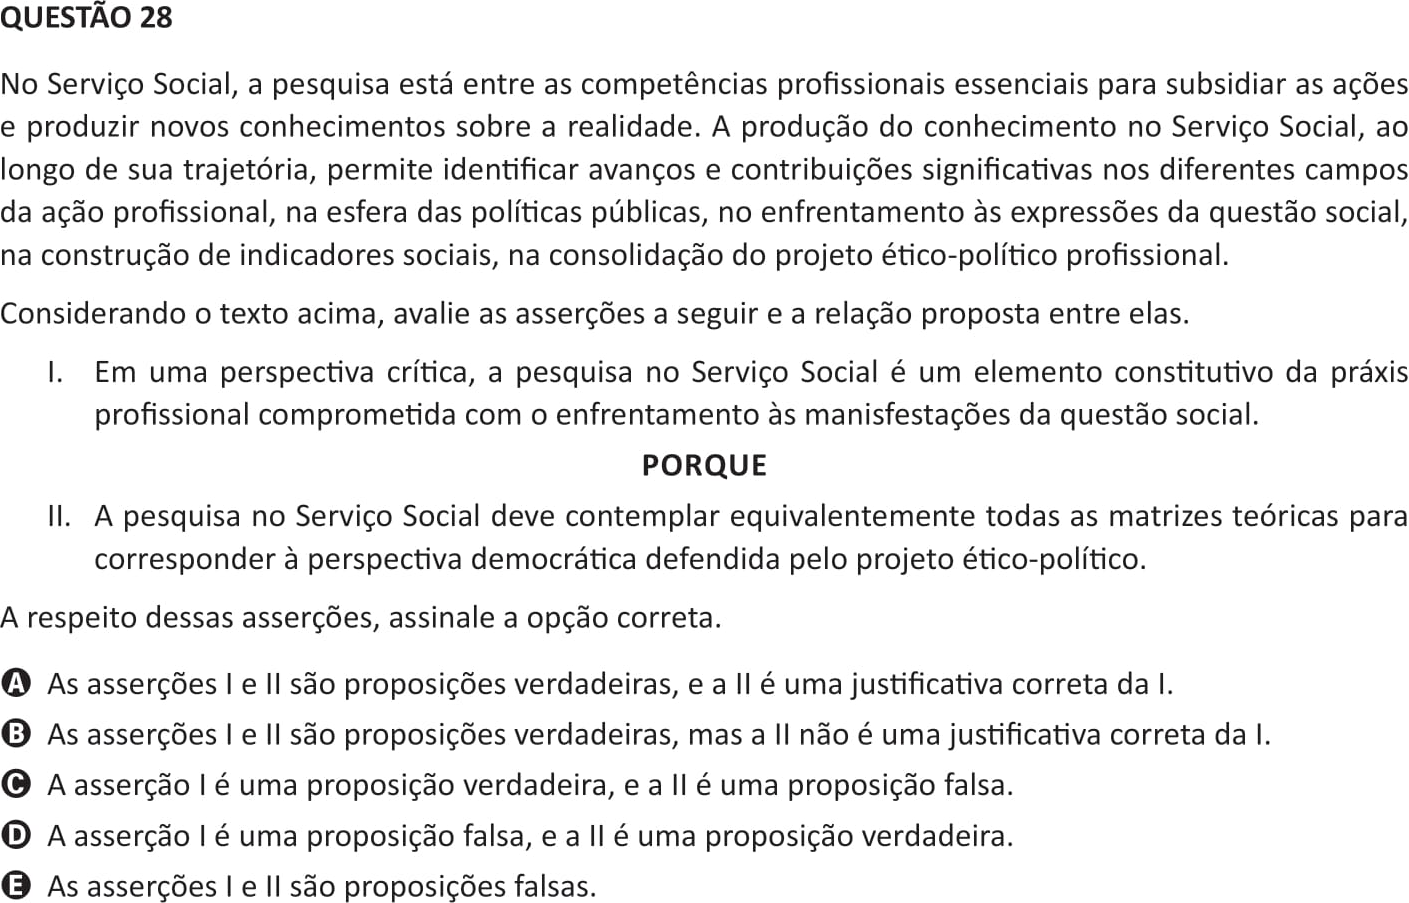 QUESTÃO 28
No Serviço Social, a pesquisa está entre as competências profissionais essenciais para subsidiar as ações
e produzir novos conhecimentos sobre a realidade. A produção do conhecimento no Serviço Social, ao
longo de sua trajetória, permite identificar avanços e contribuições significativas nos diferentes campos
da ação profissional, na esfera das políticas públicas, no enfrentamento às expressões da questão social,
na construção de indicadores sociais, na consolidação do projeto ético-político profissional.
Considerando o texto acima, avalie as asserções a seguir e a relação proposta entre elas.
I. Em uma perspectiva crítica, a pesquisa no Serviço Social é um elemento constitutivo da práxis
profissional comprometida com o enfrentamento às manisfestações da questão social.
PORQUE
II. A pesquisa no Serviço Social deve contemplar equivalentemente todas as matrizes teóricas para
corresponder à perspectiva democrática defendida pelo projeto ético-político.
A respeito dessas asserções, assinale a opção correta.
A As asserções I e II são proposições verdadeiras, e a II é uma justificativa correta da I.
B As asserções I e II são proposições verdadeiras, mas a II não é uma justificativa correta da I.
C A asserção I é uma proposição verdadeira, e a II é uma proposição falsa.
D A asserção I é uma proposição falsa, e a II é uma proposição verdadeira.
E As asserções I e II são proposições falsas.